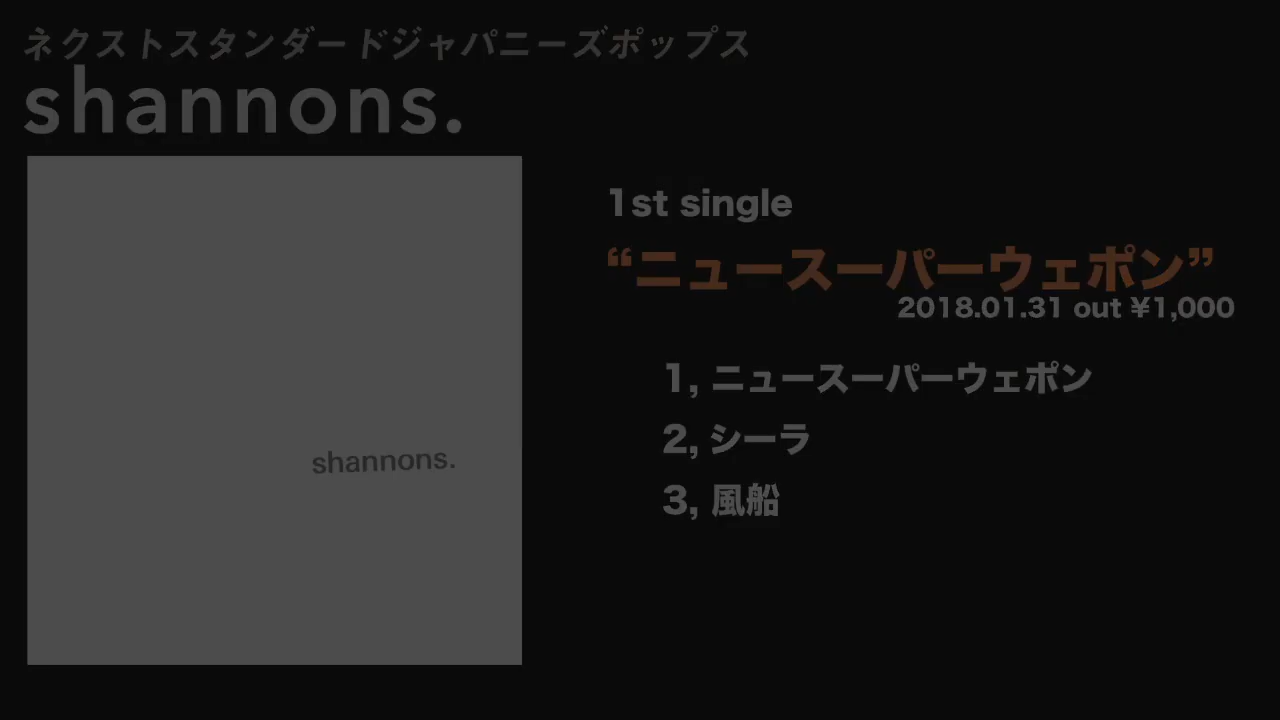 ネクストスタンダードジャパニーズポップス
shannons.
shannons.
1st single
“ニュースーパーウェポン”
2018.01.31 out ¥1,000
1, ニュースーパーウェポン
2, シーラ
3, 風船